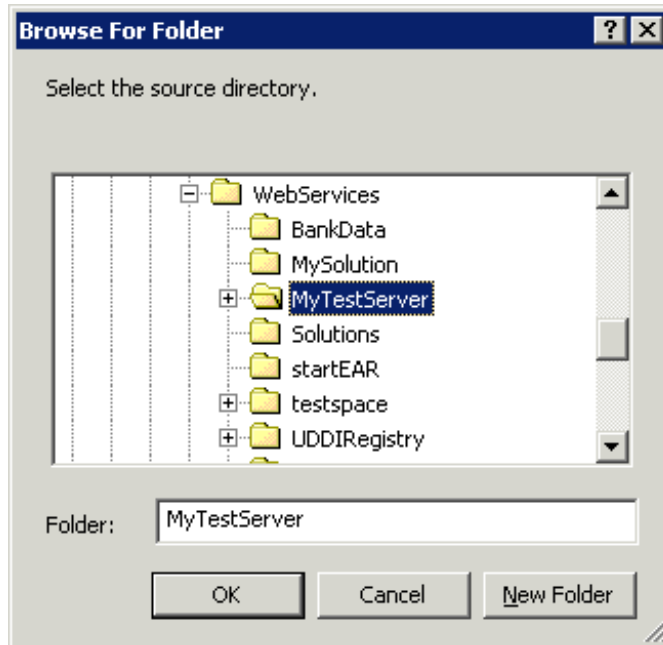 Browse For Folder
Select the source directory.
WebServices
BankData
MySolution
MyTestServer
Solutions
startEAR
testspace
UDDIRegistry
Folder: MyTestServer
OK Cancel New Folder